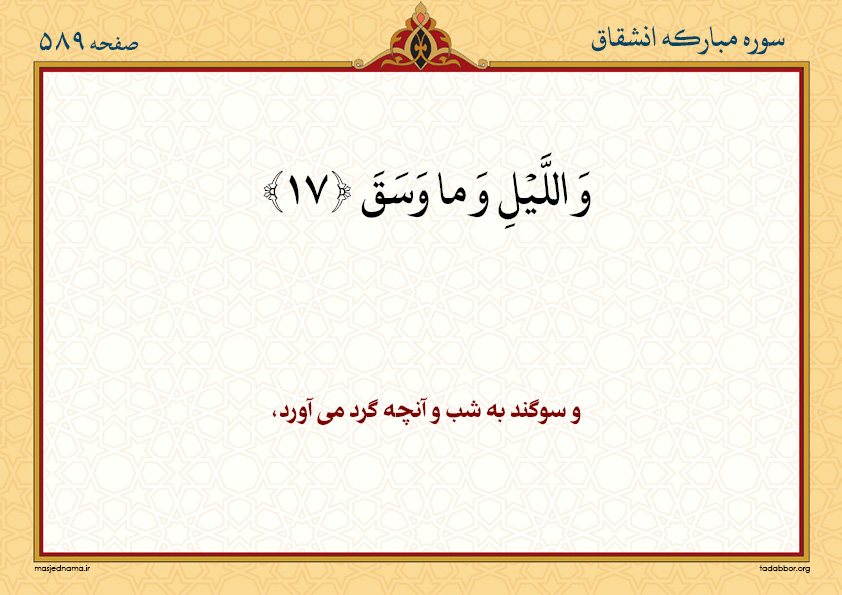 سوره مبارکه انشقاق
صفحه ۵۸۹
وَ اللَّیْلِ وَ ما وَسَقَ ﴿۱۷﴾
و سوگند به شب و آنچه گرد می آورد،
masjednama.ir
tadabbor.org